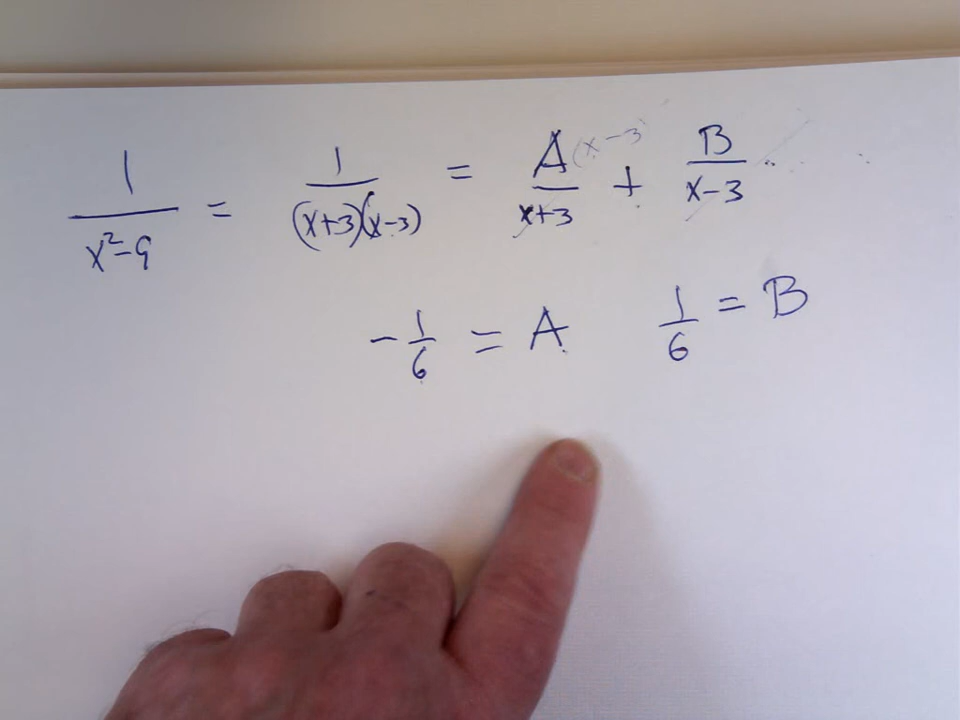 1/(x²-9) = 1/((x+3)(x-3)) = A(x-3)/(x+3) + B/(x-3)
-1/6 = A 1/6 = B